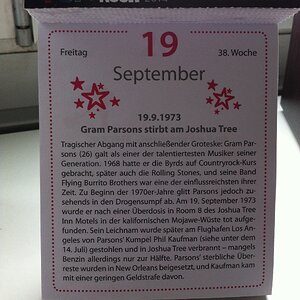 Freitag
19
38. Woche
September
19.9.1973
Gram Parsons stirbt am Joshua Tree
Tragischer Abgang mit anschließender Groteske: Gram Par-
sons (26) galt als einer der talentiertesten Musiker seiner
Generation. 1968 hatte er die Byrds auf Countryrock-Kurs
gebracht, später auch die Rolling Stones, und seine Band
Flying Burrito Brothers war eine der einflussreichsten ihrer
Zeit. Zu Beginn der 1970er-Jahre glitt Parsons jedoch zu-
sehends in den Drogensumpf ab. Am 19. September 1973
wurde er nach einer Überdosis in Room 8 des Joshua Tree
Inn Motels in der kalifornischen Mojave-Wüste tot aufge-
funden. Sein Leichnam wurde später am Flughafen Los An-
geles von Parsons' Kumpel Phil Kaufman (siehe unter dem
14. Juli) gestohlen und in Joshua Tree verbrannt – mangels
Benzin allerdings nur zur Hälfte. Parsons' sterbliche Über-
reste wurden in New Orleans beigesetzt, und Kaufman kam
mit einer geringen Geldstrafe davon.